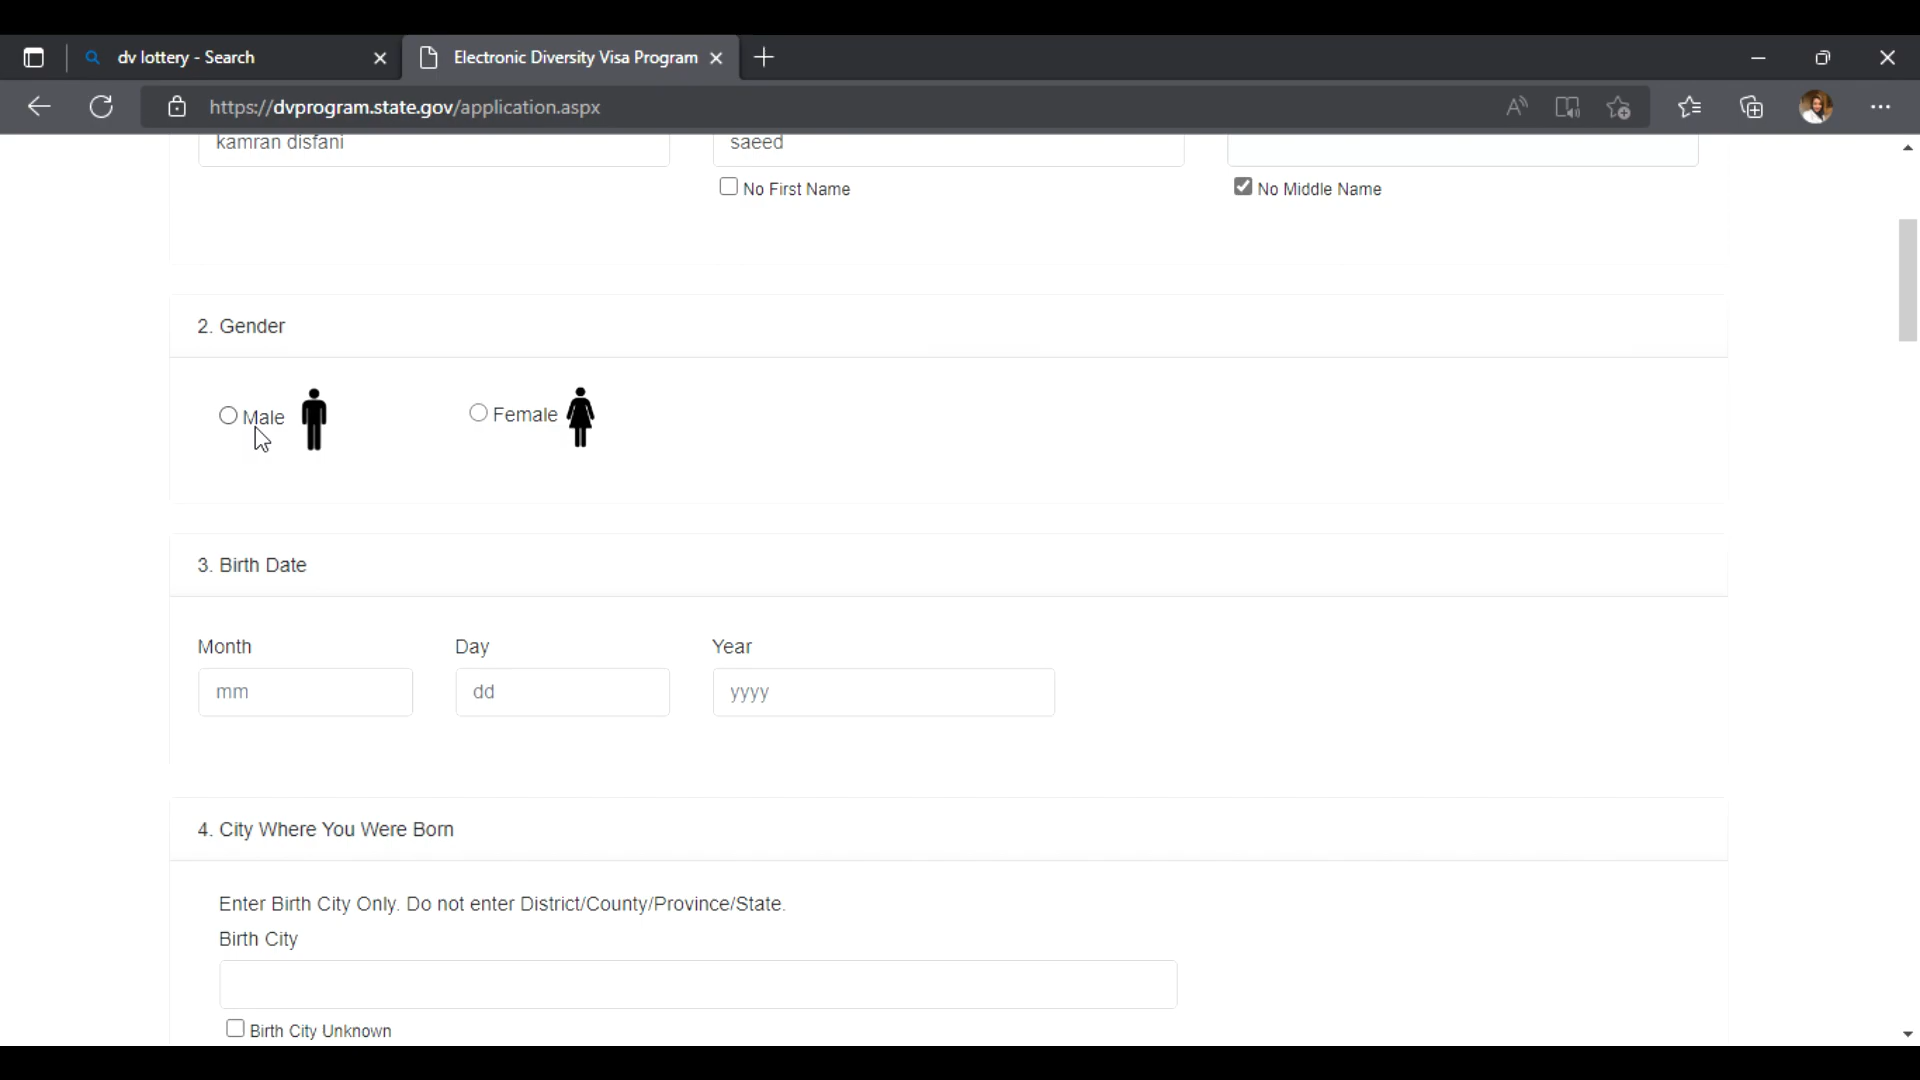 dv lottery - Search
Electronic Diversity Visa Program
https://dvprogram.state.gov/application.aspx
kamran disfani
saeed
No First Name
No Middle Name
2. Gender
Male
Female
3. Birth Date
Month
Day
Year
mm
dd
yyyy
4. City Where You Were Born
Enter Birth City Only. Do not enter District/County/Province/State.
Birth City
Birth City Unknown